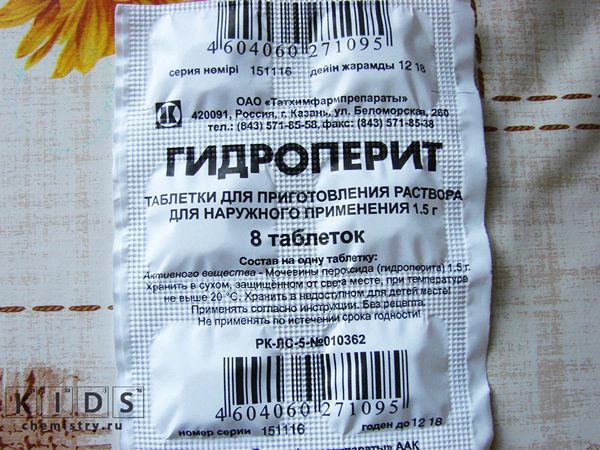 4604060 271095
серия нөмірі 151116 дейін жарамды 12 18
ОАО «Татхимфармпрепараты»
420091, Россия, г. Казань, ул. Беломорская, 260
тел.: (843) 571-85-58, факс: (843) 571-85-38
ГИДРОПЕРИТ
ТАБЛЕТКИ ДЛЯ ПРИГОТОВЛЕНИЯ РАСТВОРА
ДЛЯ НАРУЖНОГО ПРИМЕНЕНИЯ 1.5 г
8 таблеток
Состав на одну таблетку:
Активного вещества - Мочевины пероксида (гидроперита) 1,5 г.
Хранить в сухом, защищенном от света месте, при температуре
не выше 20 °С. Хранить в недоступном для детей месте!
Применять согласно инструкции. Без рецепта.
Не применять по истечении срока годности!
РК-ЛС-5-№010362
4604060 271095
номер серии 151116 годен до 12 18
ААК
KIDS
chemistry.ru